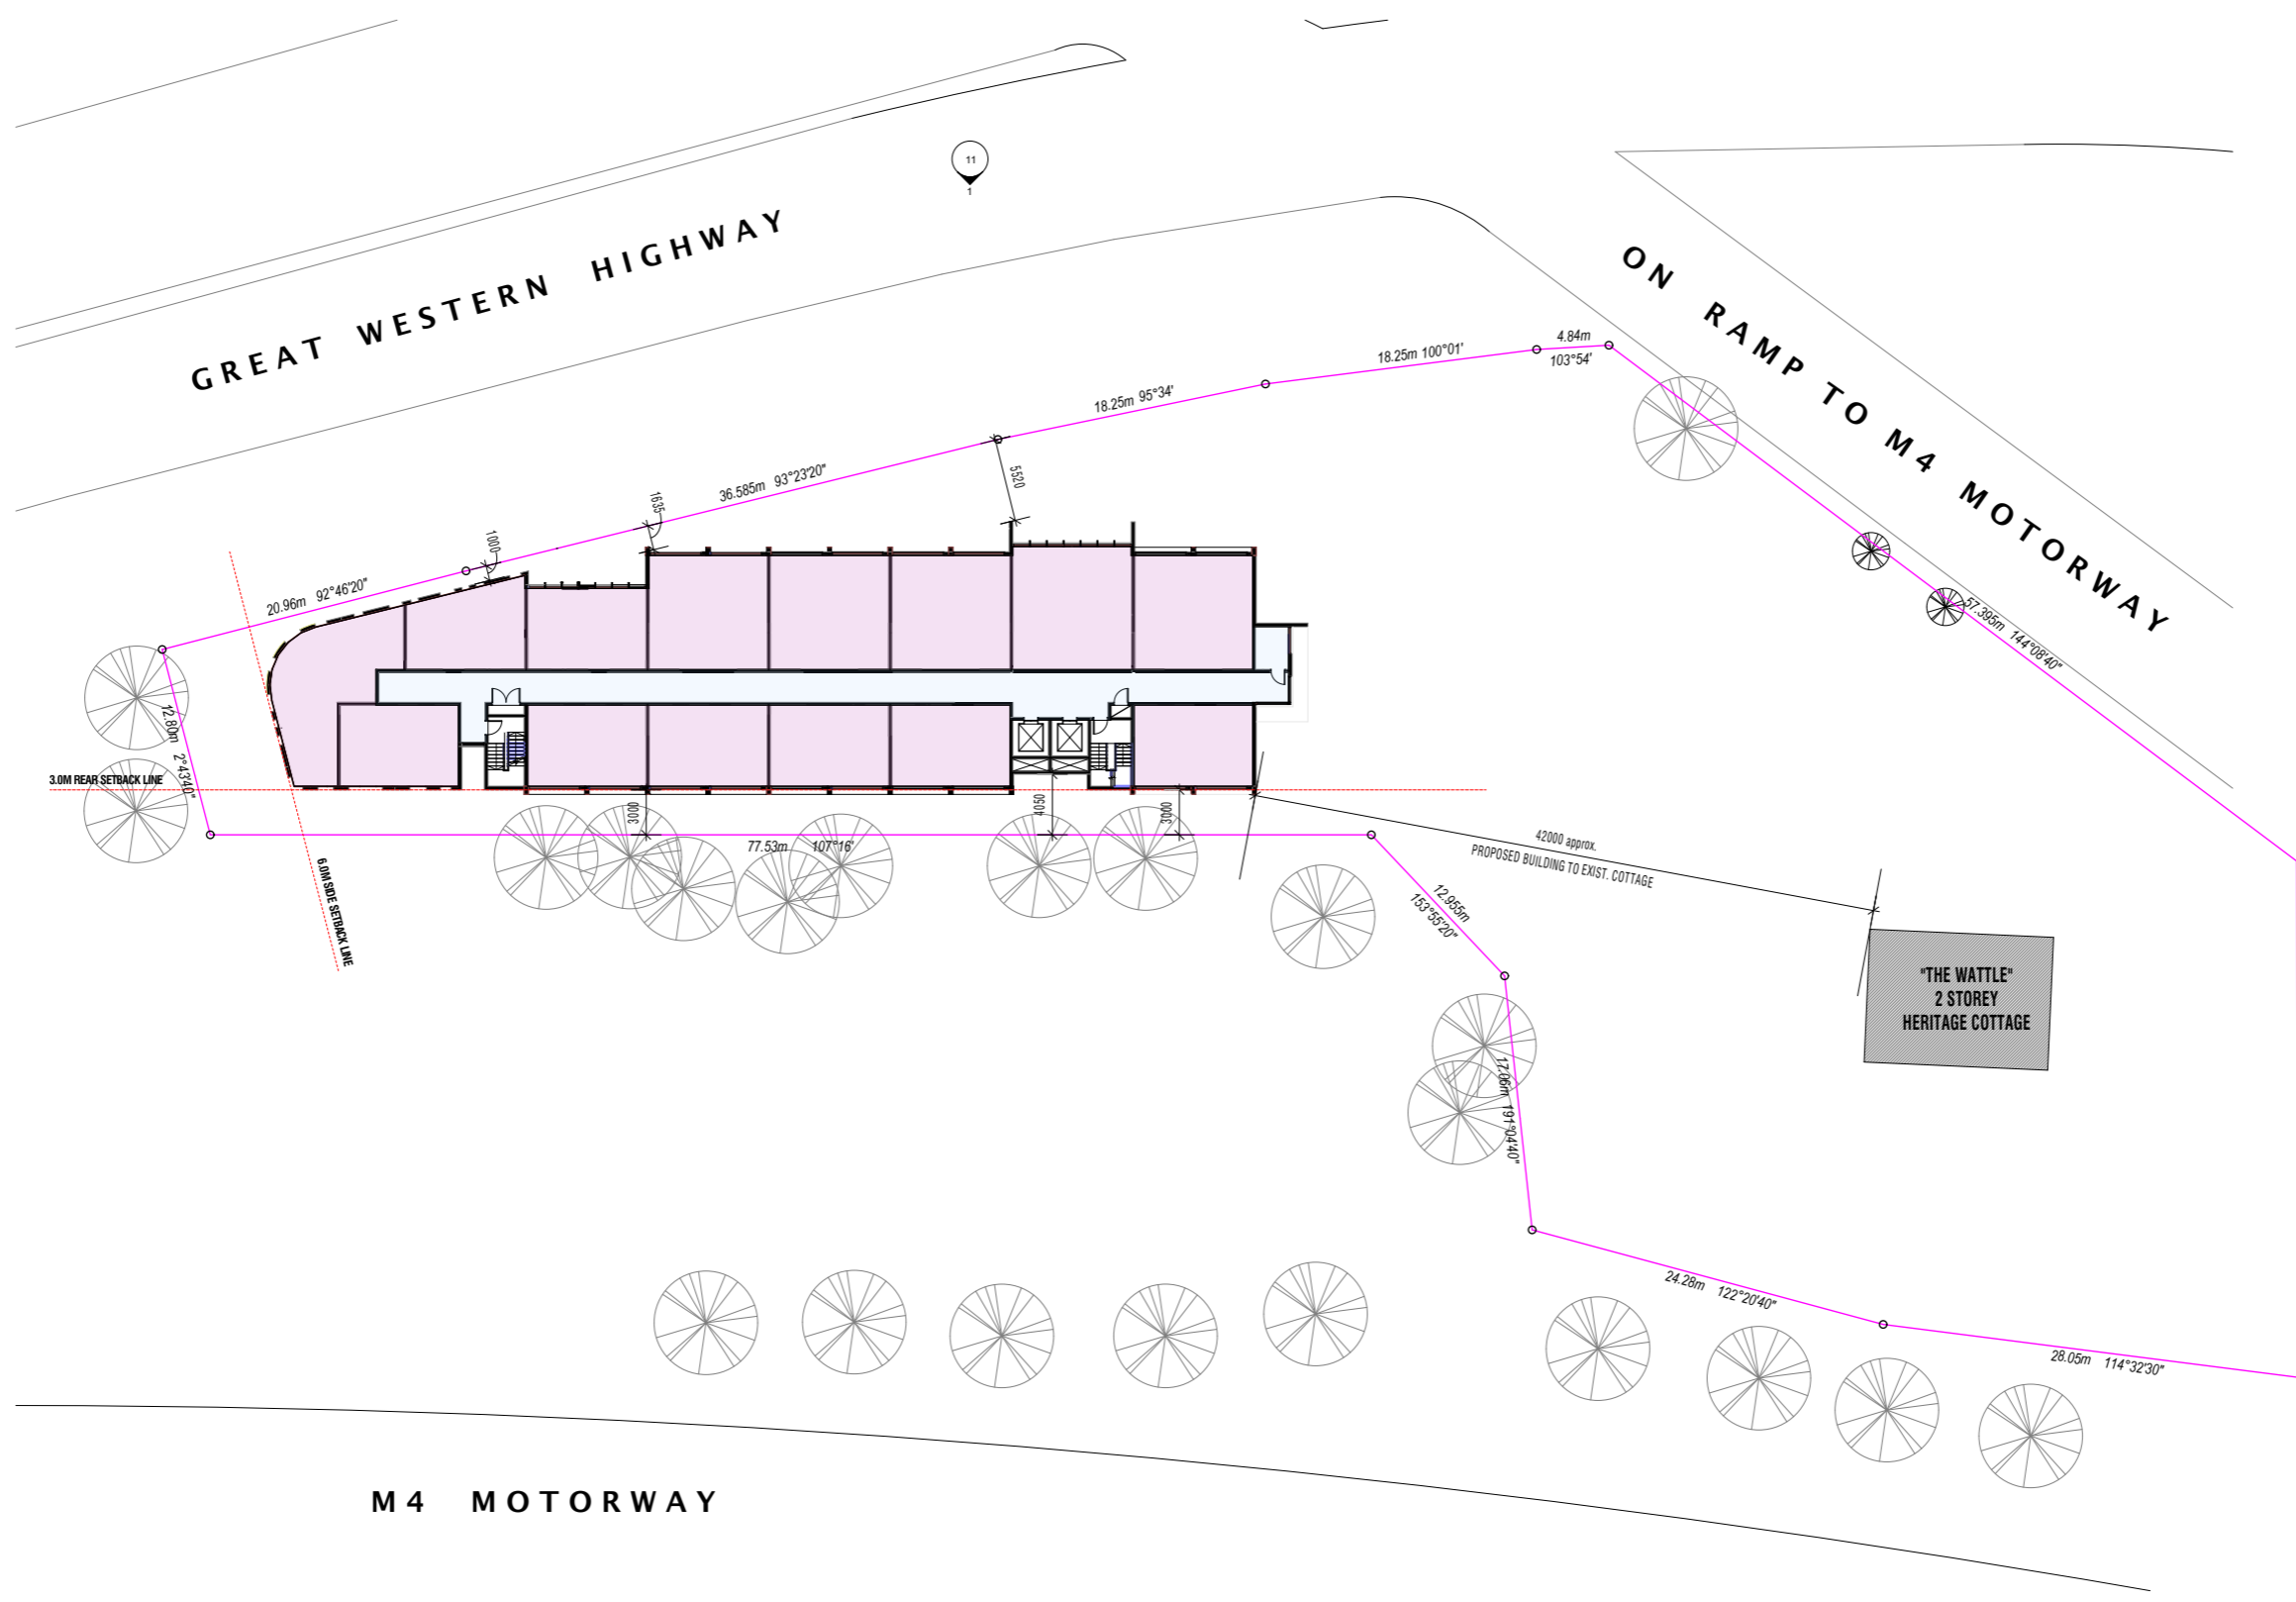 11
1
GREAT WESTERN HIGHWAY
ON RAMP TO M4 MOTORWAY
4.84m
103°54'
18.25m 100°01'
18.25m 95°34'
36.585m 93°23'20"
5520
1635
1000
20.96m 92°46'20"
57.395m 144°08'40"
12.80m 2°43'40"
3.0M REAR SETBACK LINE
6.0M SIDE SETBACK LINE
3000
4050
3000
77.53m 107°16'
42000 approx.
PROPOSED BUILDING TO EXIST. COTTAGE
12.955m
153°55'20"
"THE WATTLE"
2 STOREY
HERITAGE COTTAGE
17.06m 191°04'40"
24.28m 122°20'40"
28.05m 114°32'30"
M4 MOTORWAY